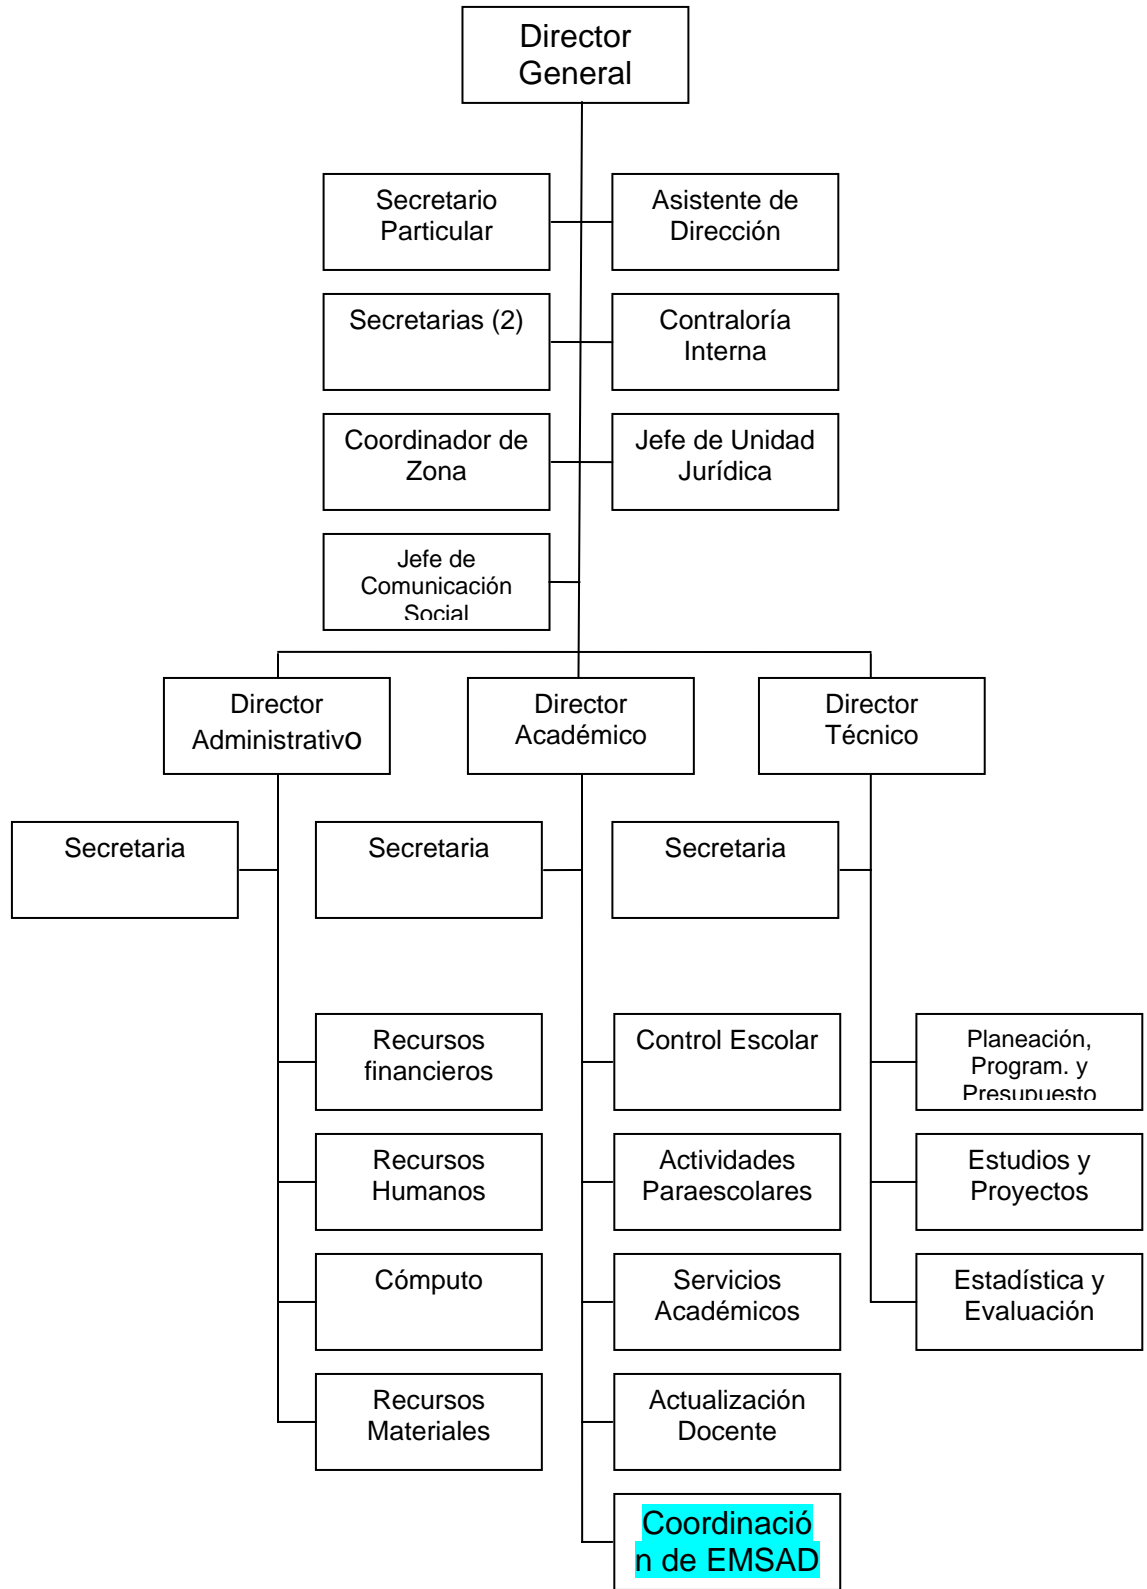 Director
General
Secretario
Particular
Asistente de
Dirección
Secretarias (2)
Contraloría
Interna
Coordinador de
Zona
Jefe de Unidad
Jurídica
Jefe de
Comunicación
Social
Director
Administrativo
Director
Académico
Director
Técnico
Secretaria
Secretaria
Secretaria
Recursos
financieros
Control Escolar
Planeación,
Program. y
Presupuesto
Recursos
Humanos
Actividades
Paraescolares
Estudios y
Proyectos
Cómputo
Servicios
Académicos
Estadística y
Evaluación
Recursos
Materiales
Actualización
Docente
Coordinació
n de EMSAD